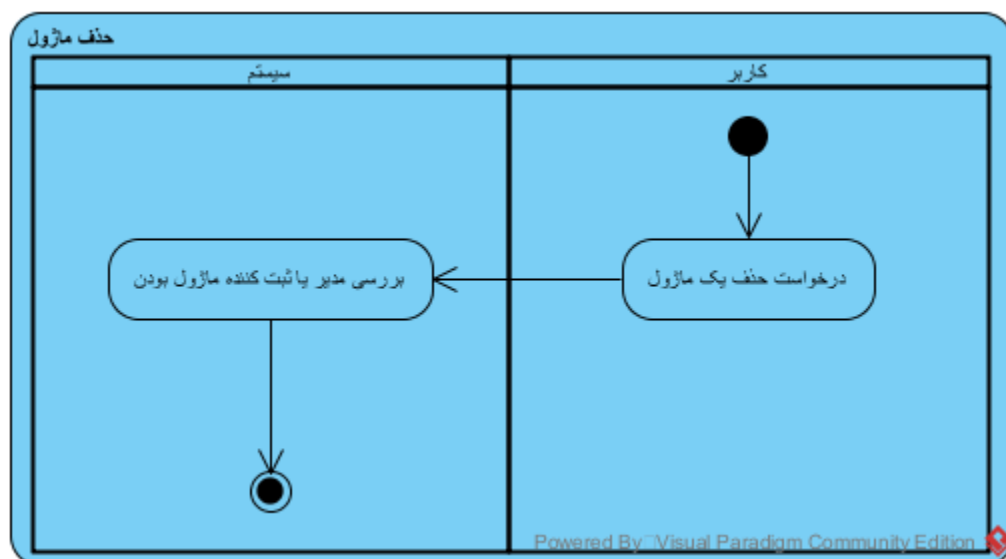 حذف ماژول
کاربر
سیستم
درخواست حذف یک ماژول
بررسی مدیر یا ثبت کننده ماژول بودن
Powered By Visual Paradigm Community Edition